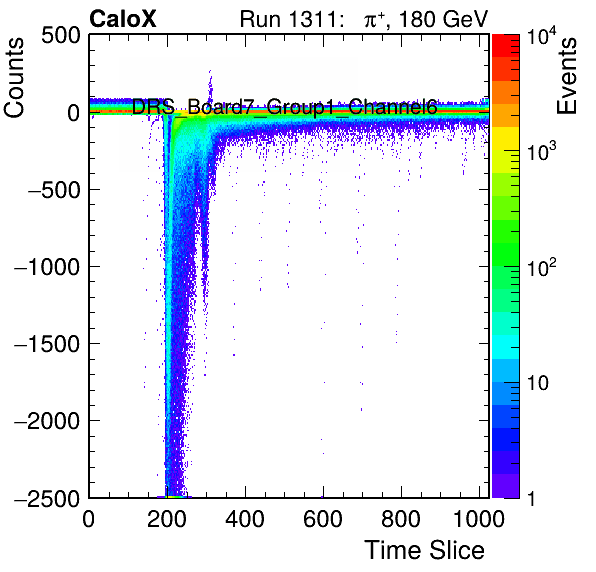 CaloX Run 1311: π⁺, 180 GeV
DRS_Board7_Group1_Channel6
Counts
500
0
−500
−1000
−1500
−2000
−2500
0 200 400 600 800 1000
Time Slice
Events
10⁴
10³
10²
10
1